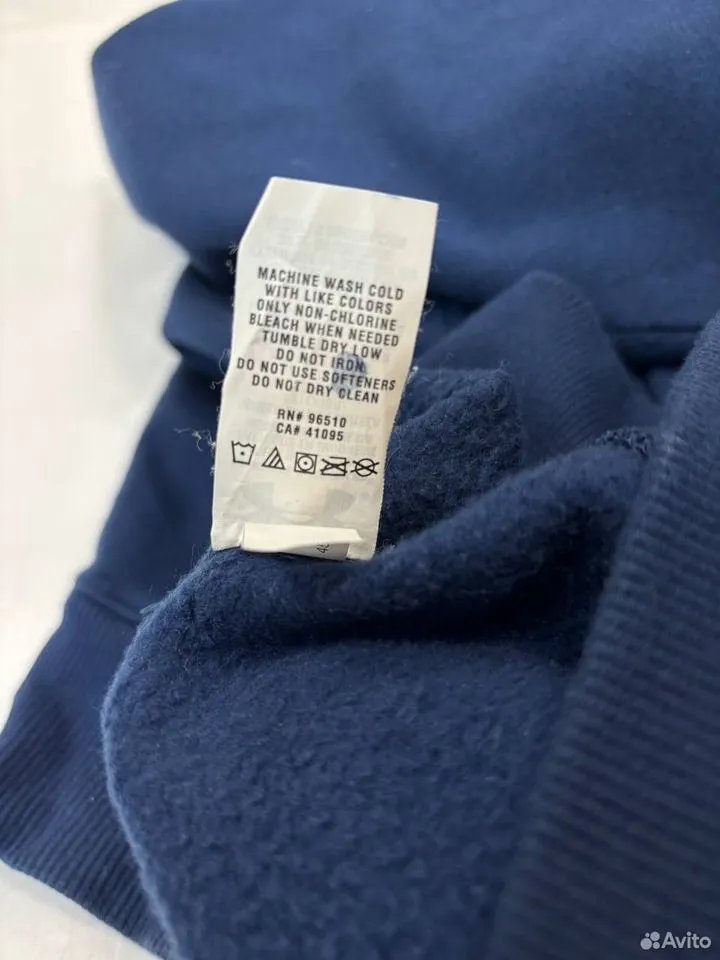 MACHINE WASH COLD
WITH LIKE COLORS
ONLY NON-CHLORINE
BLEACH WHEN NEEDED
TUMBLE DRY LOW
DO NOT IRON
DO NOT USE SOFTENERS
DO NOT DRY CLEAN
RN# 96510
CA# 41095
Avito